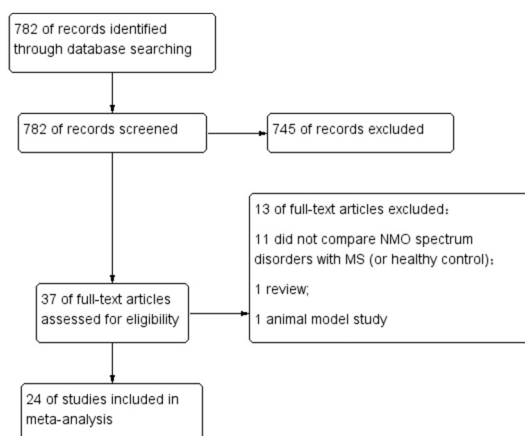 782 of records identified
through database searching
782 of records screened
745 of records excluded
13 of full-text articles excluded：
11 did not compare NMO spectrum
disorders with MS (or healthy control)；
1 review;
1 animal model study
37 of full-text articles
assessed for eligibility
24 of studies included in
meta-analysis